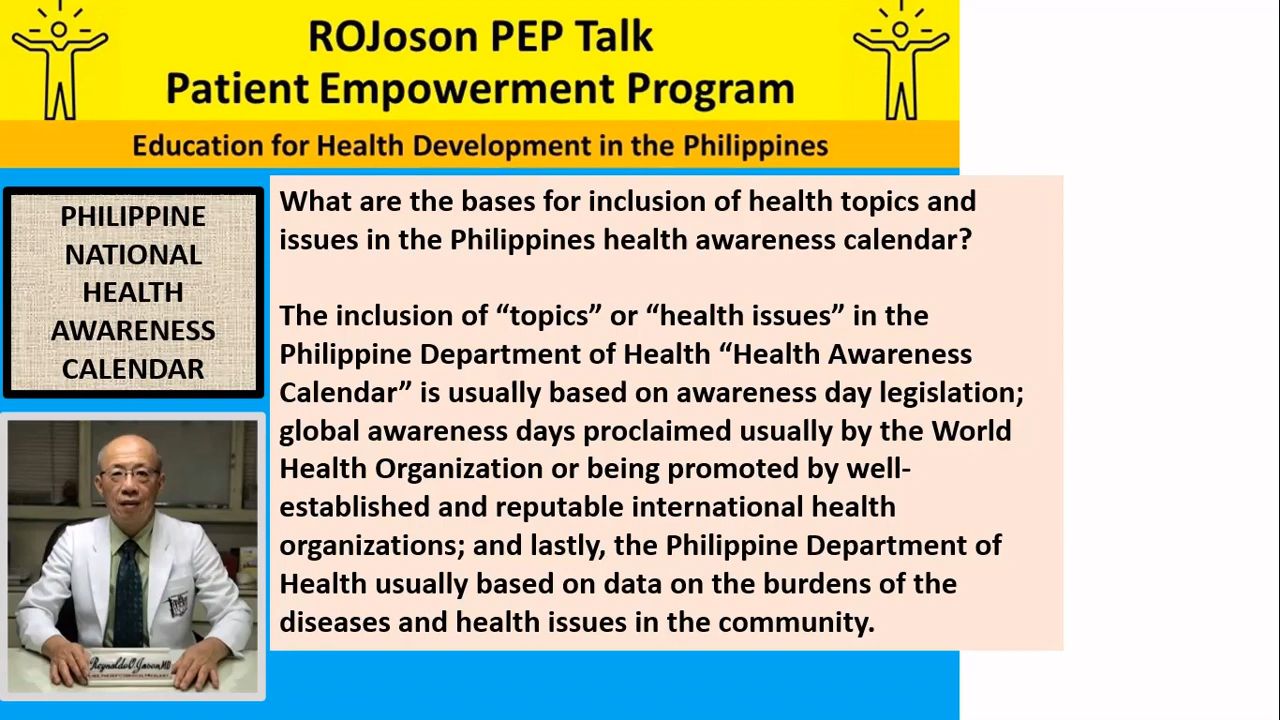 ROJoson PEP Talk
Patient Empowerment Program
Education for Health Development in the Philippines
PHILIPPINE
NATIONAL
HEALTH
AWARENESS
CALENDAR
What are the bases for inclusion of health topics and
issues in the Philippines health awareness calendar?
The inclusion of “topics” or “health issues” in the
Philippine Department of Health “Health Awareness
Calendar” is usually based on awareness day legislation;
global awareness days proclaimed usually by the World
Health Organization or being promoted by well-
established and reputable international health
organizations; and lastly, the Philippine Department of
Health usually based on data on the burdens of the
diseases and health issues in the community.
Reynaldo O. Joson MD